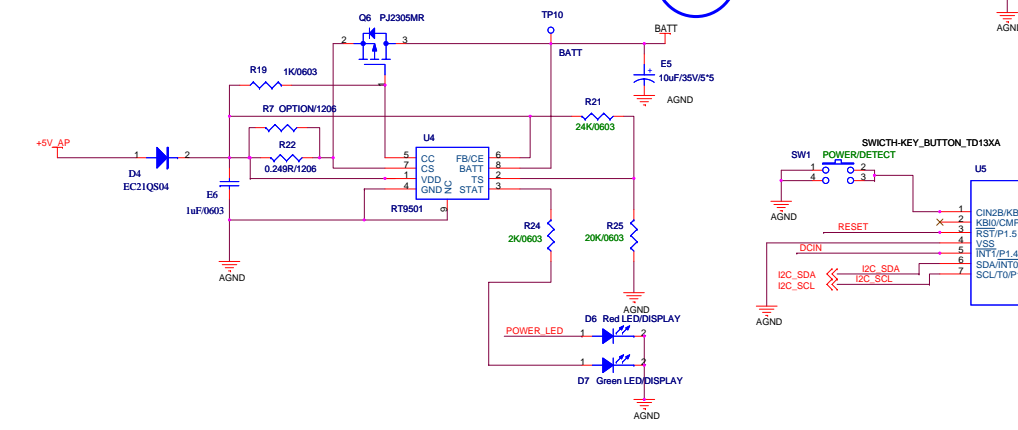 Q6 PJ2305MR
TP10
2
3
BATT
BATT
AGND
E5
10uF/35V/5*5
AGND
R19 1K/0603
R7 OPTION/1206
R21
24K/0603
+5V_AP
1
2
D4
EC21QS04
R22
0.249R/1206
U4
5 CC FB/CE 6
7 CS BATT 8
1 VDD TS 2
4 GND NC STAT 3
9
RT9501
E6
1uF/0603
AGND
R24
2K/0603
R25
20K/0603
AGND
POWER_LED
D6 Red LED/DISPLAY
1
2
1
2
D7 Green LED/DISPLAY
AGND
SWICTH-KEY_BUTTON_TD13XA
SW1 POWER/DETECT
1 2
4 3
AGND
U5
1 CIN2B/KB
2 KBI0/CMP
RESET 3 RST/P1.5
4 VSS
DCIN 5 INT1/P1.4
I2C_SDA I2C_SDA 6 SDA/INT0
I2C_SCL I2C_SCL 7 SCL/T0/P
AGND